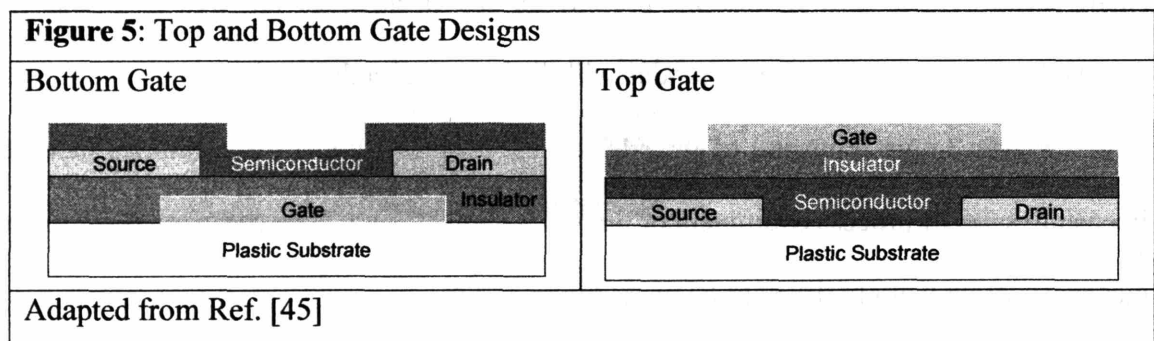 Figure 5: Top and Bottom Gate Designs
Bottom Gate
Source Semiconductor Drain
Gate Insulator
Plastic Substrate
Top Gate
Gate
Insulator
Source Semiconductor Drain
Plastic Substrate
Adapted from Ref. [45]